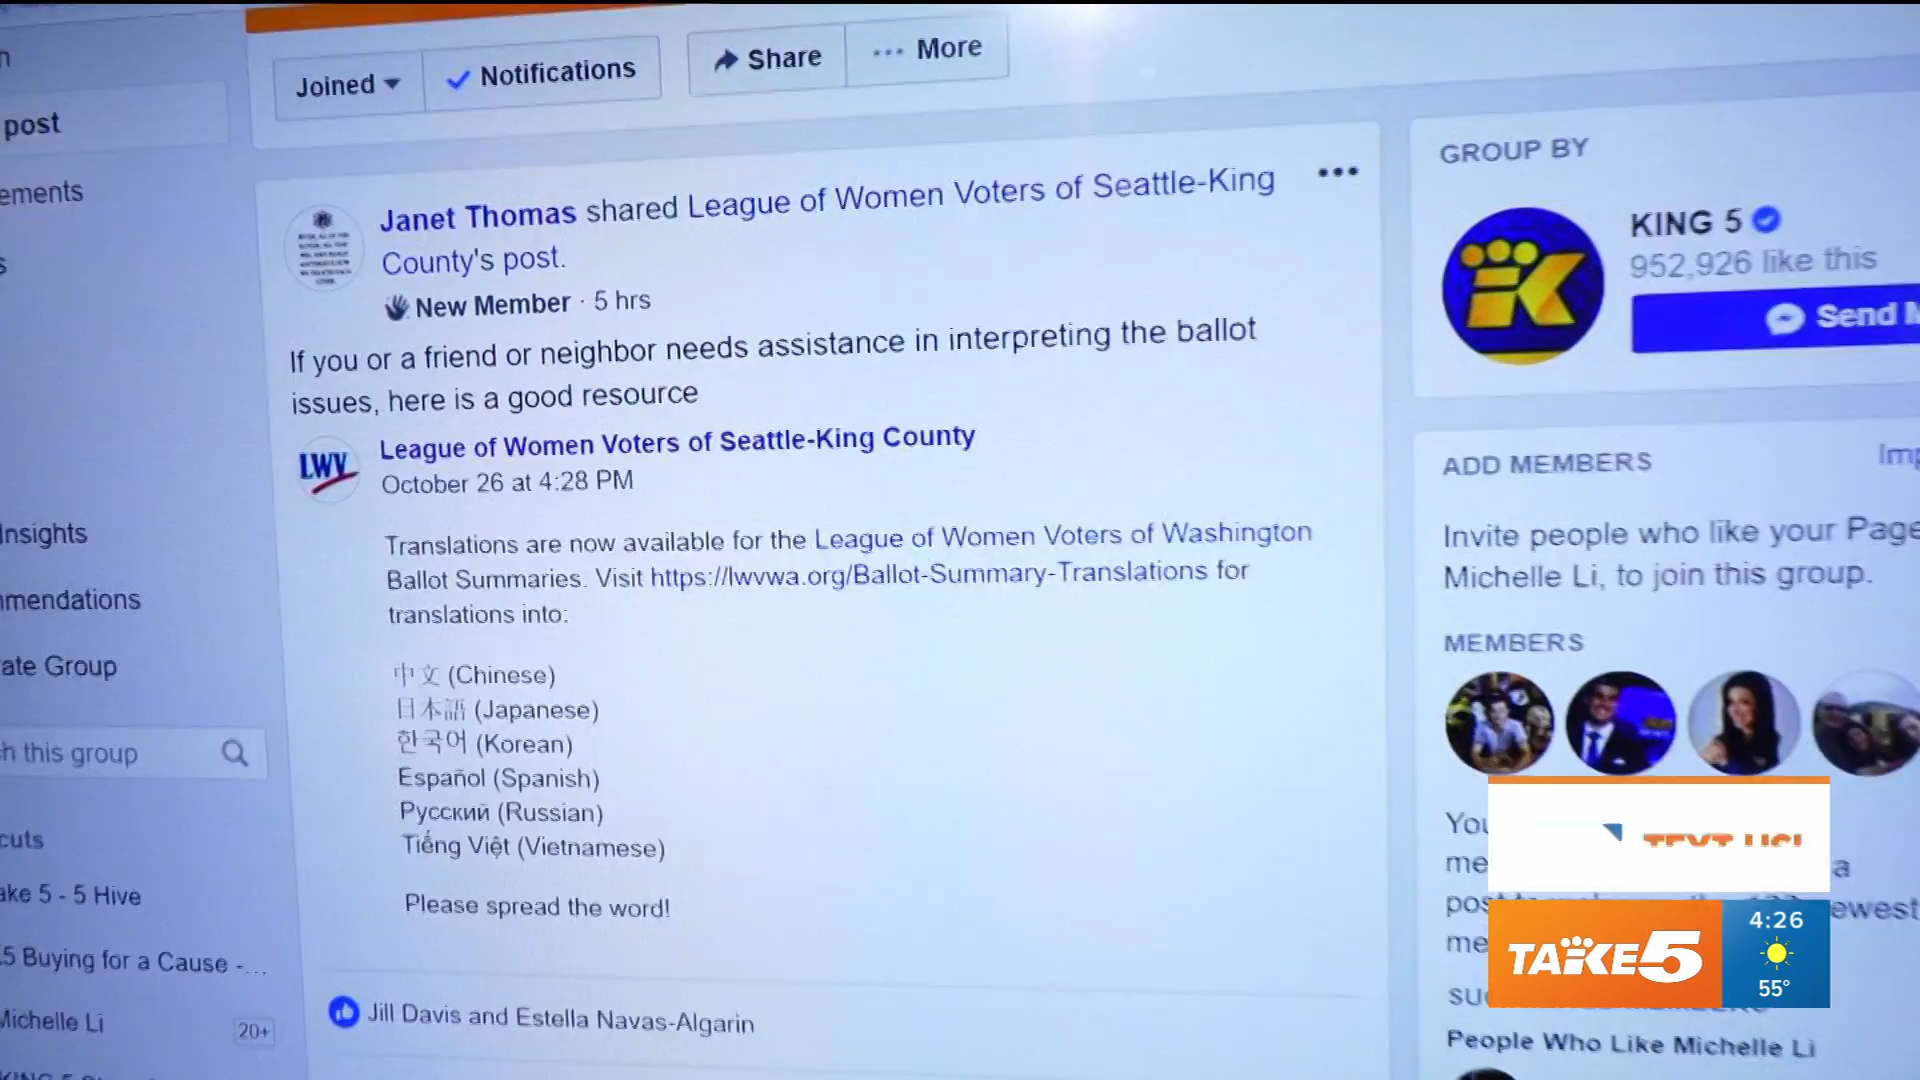 Joined
Notifications
Share
More
post
ements
Insights
mmendations
ate Group
h this group
cuts
ake 5 - 5 Hive
5 Buying for a Cause -...
Michelle Li
20+
Janet Thomas shared League of Women Voters of Seattle-King
County's post.
New Member · 5 hrs
If you or a friend or neighbor needs assistance in interpreting the ballot
issues, here is a good resource
LWV
League of Women Voters of Seattle-King County
October 26 at 4:28 PM
Translations are now available for the League of Women Voters of Washington
Ballot Summaries. Visit https://lwvwa.org/Ballot-Summary-Translations for
translations into:
中文 (Chinese)
日本語 (Japanese)
한국어 (Korean)
Español (Spanish)
Русский (Russian)
Tiếng Việt (Vietnamese)
Please spread the word!
Jill Davis and Estella Navas-Algarin
GROUP BY
KING 5
952,926 like this
Send M
ADD MEMBERS
Imp
Invite people who like your Page
Michelle Li, to join this group.
MEMBERS
You
me
a
ewest
me
People Who Like Michelle Li
TEXT US!
TAKE 5
4:26
55°